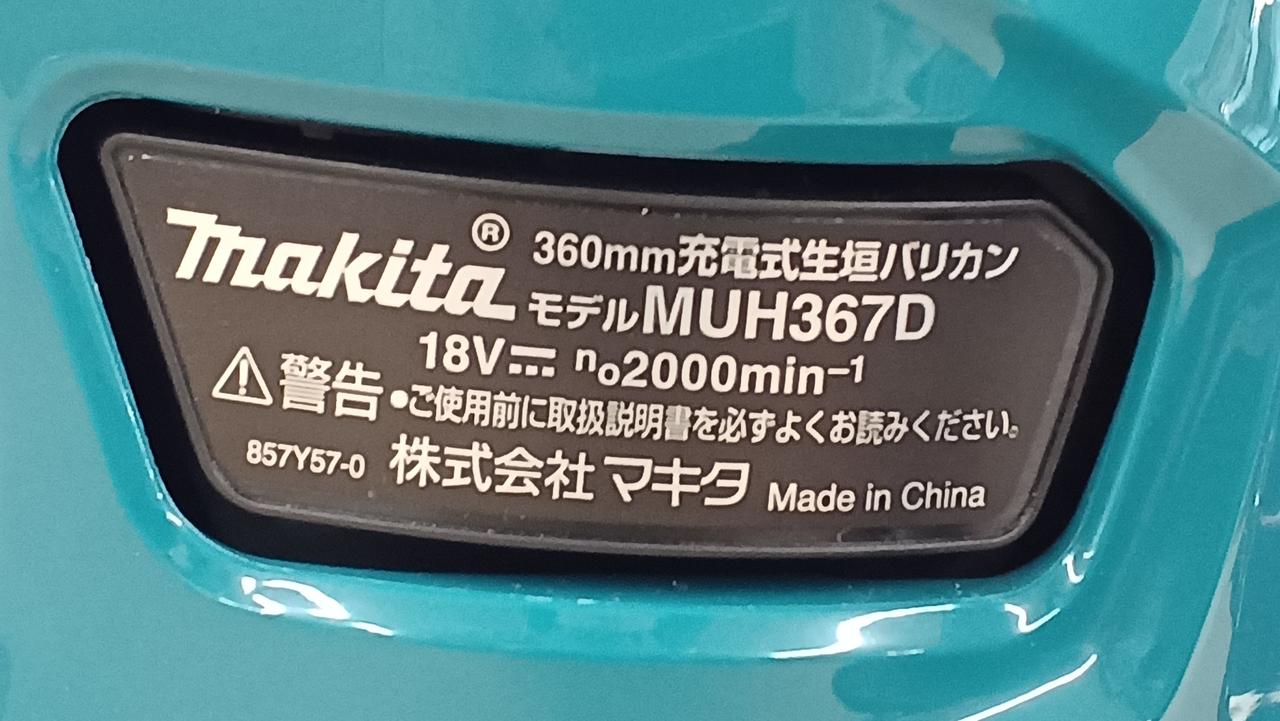 makita® 360mm充電式生垣バリカン
モデルMUH367D
18V⎓ no2000min−1
⚠警告 ●ご使用前に取扱説明書を必ずよくお読みください。
857Y57-0 株式会社マキタ Made in China